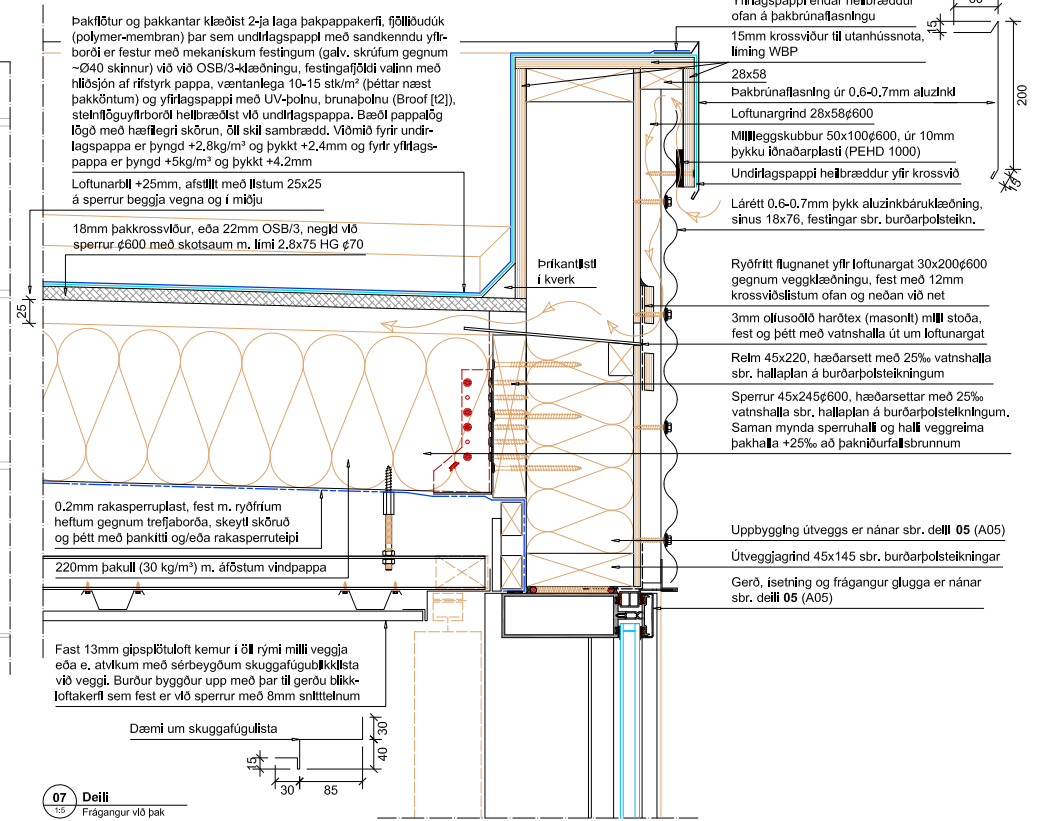 Þakflötur og þakkantar klæðist 2-ja laga þakpappakerfi, fjölliðudúk
(polymer-membran) þar sem undirlagspappi með sandkenndu yfir-
borði er festur með mekanískum festingum (galv. skrúfum gegnum
~Ø40 skinnur) við við OSB/3-klæðningu, festingafjöldi valinn með
hliðsjón af rifstyrk pappa, væntanlega 10-15 stk/m² (þéttar næst
þakköntum) og yfirlagspappi með UV-þolnu, brunaþolnu (Broof [t2]),
steinflöguyfirborði heilbræðist við undirlagspappa. Bæði pappalög
lögð með hæfilegri skörun, öll skil sambrædd. Viðmið fyrir undir-
lagspappa er þyngd +2.8kg/m³ og þykkt +2.4mm og fyrir yfirlags-
pappa er þyngd +5kg/m³ og þykkt +4.2mm
Loftunarbil +25mm, afstillt með listum 25x25
á sperrur beggja vegna og í miðju
18mm þakkrossviður, eða 22mm OSB/3, negld við
sperrur ¢600 með skotsaum m. lími 2.8x75 HG ¢70
25
Þríkantlisti
í kverk
0.2mm rakasperruplast, fest m. ryðfríum
heftum gegnum trefjaborða, skeyti sköruð
og þétt með þankítti og/eða rakasperruteipi
220mm þakull (30 kg/m³) m. áföstum vindpappa
Fast 13mm gipsplötuloft kemur í öll rými milli veggja
eða e. atvikum með sérbeygðum skuggafúgublikklista
við veggi. Burður byggður upp með þar til gerðu blikk-
loftakerfi sem fest er við sperrur með 8mm snittteinum
Dæmi um skuggafúgulista
15
30
85
30
40
07 Deili
1:5 Frágangur við þak
Yfirlagspappi endar heilbræddur
ofan á þakbrúnaflasningu
15mm krossviður til utanhússnota,
líming WBP
28x58
Þakbrúnaflasning úr 0.6-0.7mm aluzinki
Loftunargrind 28x58¢600
Millileggskubbur 50x100¢600, úr 10mm
þykku iðnaðarplasti (PEHD 1000)
Undirlagspappi heilbræddur yfir krossvið
Lárétt 0.6-0.7mm þykk aluzinkbáruklæðning,
sinus 18x76, festingar sbr. burðarþolsteikn.
Ryðfrítt flugnanet yfir loftunargat 30x200¢600
gegnum veggklæðningu, fest með 12mm
krossviðslistum ofan og neðan við net
3mm olíusoðið harðtex (masonit) milli stoða,
fest og þétt með vatnshalla út um loftunargat
Reim 45x220, hæðarsett með 25‰ vatnshalla
sbr. hallaplan á burðarþolsteikningum
Sperrur 45x245¢600, hæðarsettar með 25‰
vatnshalla sbr. hallaplan á burðarþolsteikningum.
Saman mynda sperruhalli og halli veggreima
þakhalla +25‰ að þakniðurfallsbrunnum
Uppbygging útveggs er nánar sbr. deili 05 (A05)
Útveggjagrind 45x145 sbr. burðarþolsteikningar
Gerð, ísetning og frágangur glugga er nánar
sbr. deili 05 (A05)
15
200
15